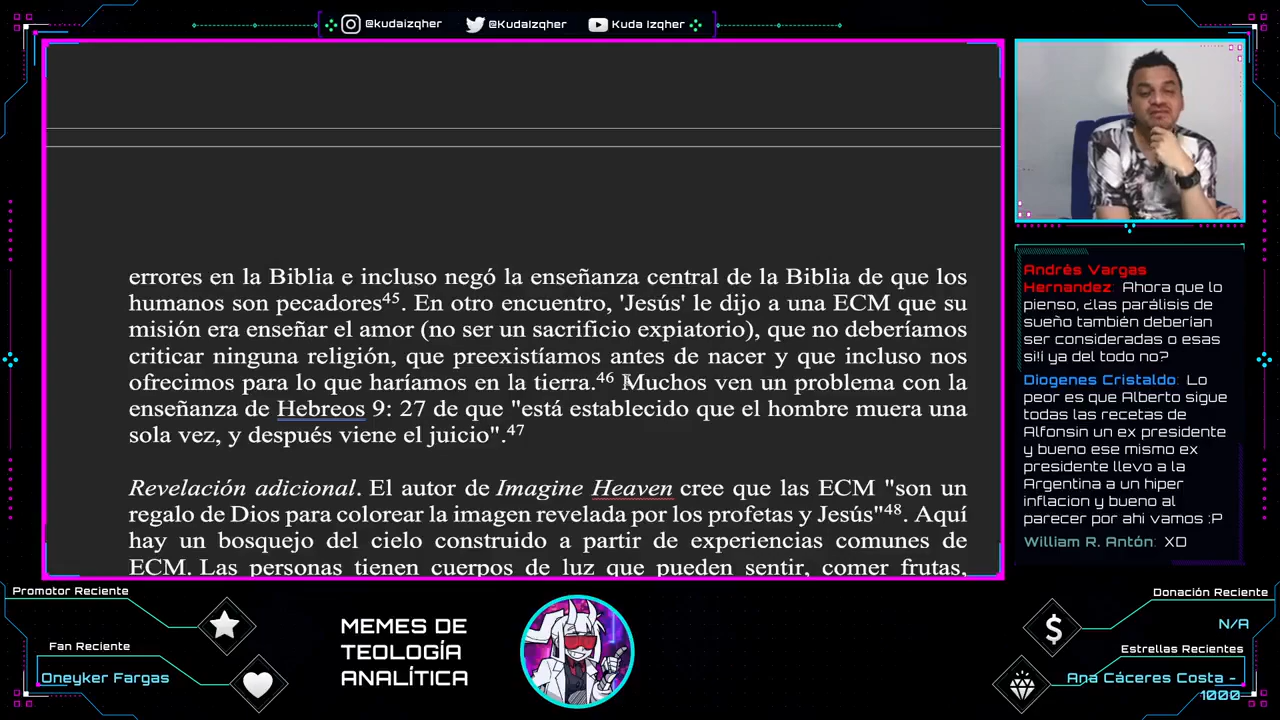 @kudaizqher
@Kudaizqher
Kuda Izqher
errores en la Biblia e incluso negó la enseñanza central de la Biblia de que los
humanos son pecadores45. En otro encuentro, 'Jesús' le dijo a una ECM que su
misión era enseñar el amor (no ser un sacrificio expiatorio), que no deberíamos
criticar ninguna religión, que preexistíamos antes de nacer y que incluso nos
ofrecimos para lo que haríamos en la tierra.46 Muchos ven un problema con la
enseñanza de Hebreos 9: 27 de que "está establecido que el hombre muera una
sola vez, y después viene el juicio".47
Revelación adicional. El autor de Imagine Heaven cree que las ECM "son un
regalo de Dios para colorear la imagen revelada por los profetas y Jesús"48. Aquí
hay un bosquejo del cielo construido a partir de experiencias comunes de
ECM. Las personas tienen cuerpos de luz que pueden sentir, comer frutas,
Andrés Vargas
Hernandez: Ahora que lo
pienso, ¿las parálisis de
sueño también deberian
ser consideradas o esas
si!í ya del todo no?
Diogenes Cristaldo: Lo
peor es que Alberto sigue
todas las recetas de
Alfonsin un ex presidente
y bueno ese mismo ex
presidente llevo a la
Argentina a un hiper
inflacion y bueno al
parecer por ahi vamos :P
William R. Antón: XD
Promotor Reciente
Fan Reciente
Oneyker Fargas
MEMES DE
TEOLOGÍA
ANALÍTICA
Donación Reciente
$
N/A
Estrellas Recientes
Ana Cáceres Costa -
1000